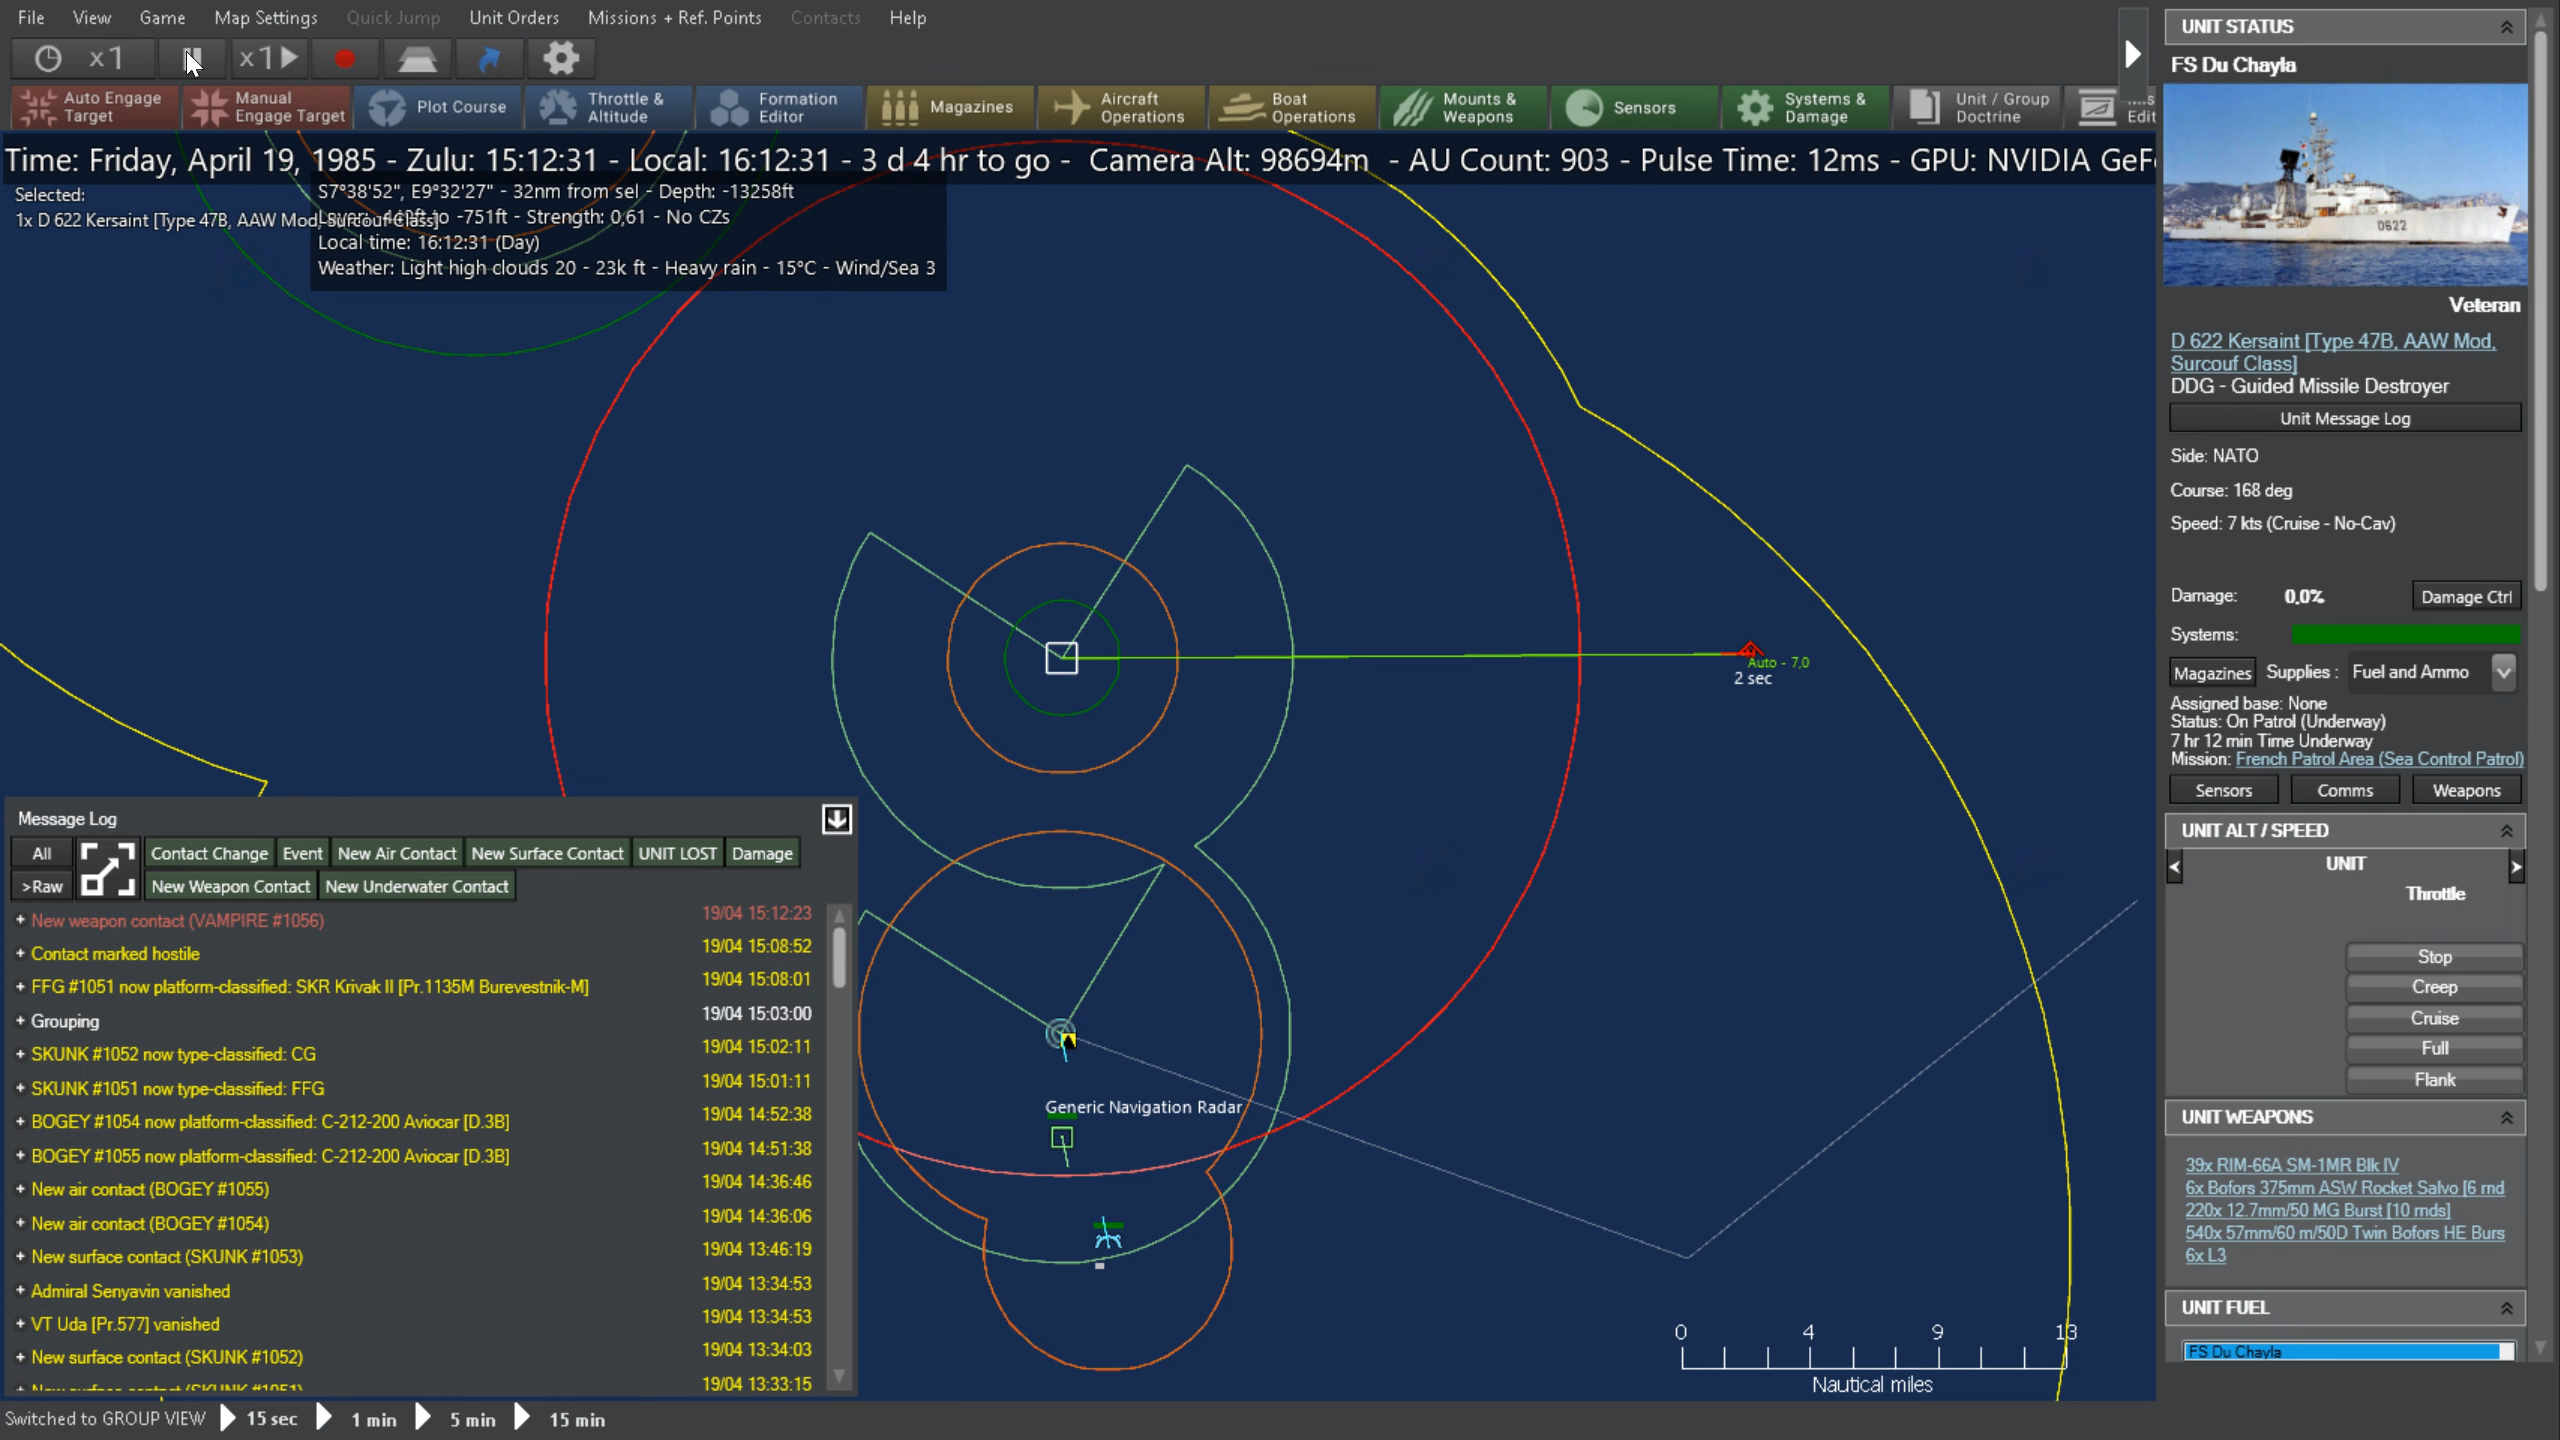 File View Game Map Settings Quick Jump Unit Orders Missions + Ref. Points Contacts Help
x1 x1
Auto Engage Target
Manual Engage Target
Plot Course
Throttle & Altitude
Formation Editor
Magazines
Aircraft Operations
Boat Operations
Mounts & Weapons
Sensors
Systems & Damage
Unit / Group Doctrine
Time: Friday, April 19, 1985 - Zulu: 15:12:31 - Local: 16:12:31 - 3 d 4 hr to go - Camera Alt: 98694m - AU Count: 903 - Pulse Time: 12ms - GPU: NVIDIA GeF
Selected:
1x D 622 Kersaint [Type 47B, AAW Mod, Surcouf Class]
S7°38'52", E9°32'27" - 32nm from sel - Depth: -13258ft
to -751ft - Strength: 0,61 - No CZs
Local time: 16:12:31 (Day)
Weather: Light high clouds 20 - 23k ft - Heavy rain - 15°C - Wind/Sea 3
Auto - 7,0
2 sec
Generic Navigation Radar
0 4 9 13
Nautical miles
Message Log
All Contact Change Event New Air Contact New Surface Contact UNIT LOST Damage
>Raw New Weapon Contact New Underwater Contact
+ New weapon contact (VAMPIRE #1056) 19/04 15:12:23
+ Contact marked hostile 19/04 15:08:52
+ FFG #1051 now platform-classified: SKR Krivak II [Pr.1135M Burevestnik-M] 19/04 15:08:01
+ Grouping 19/04 15:03:00
+ SKUNK #1052 now type-classified: CG 19/04 15:02:11
+ SKUNK #1051 now type-classified: FFG 19/04 15:01:11
+ BOGEY #1054 now platform-classified: C-212-200 Aviocar [D.3B] 19/04 14:52:38
+ BOGEY #1055 now platform-classified: C-212-200 Aviocar [D.3B] 19/04 14:51:38
+ New air contact (BOGEY #1055) 19/04 14:36:46
+ New air contact (BOGEY #1054) 19/04 14:36:06
+ New surface contact (SKUNK #1053) 19/04 13:46:19
+ Admiral Senyavin vanished 19/04 13:34:53
+ VT Uda [Pr.577] vanished 19/04 13:34:53
+ New surface contact (SKUNK #1052) 19/04 13:34:03
+ New surface contact (SKUNK #1051) 19/04 13:33:15
Switched to GROUP VIEW 15 sec 1 min 5 min 15 min
UNIT STATUS
FS Du Chayla
D622
Veteran
D 622 Kersaint [Type 47B, AAW Mod,
Surcouf Class]
DDG - Guided Missile Destroyer
Unit Message Log
Side: NATO
Course: 168 deg
Speed: 7 kts (Cruise - No-Cav)
Damage: 0,0% Damage Ctrl
Systems:
Magazines Supplies : Fuel and Ammo
Assigned base: None
Status: On Patrol (Underway)
7 hr 12 min Time Underway
Mission: French Patrol Area (Sea Control Patrol)
Sensors Comms Weapons
UNIT ALT / SPEED
< UNIT >
Throttle
Stop
Creep
Cruise
Full
Flank
UNIT WEAPONS
39x RIM-66A SM-1MR Blk IV
6x Bofors 375mm ASW Rocket Salvo [6 rnd
220x 12.7mm/50 MG Burst [10 rnds]
540x 57mm/60 m/50D Twin Bofors HE Burs
6x L3
UNIT FUEL
FS Du Chayla